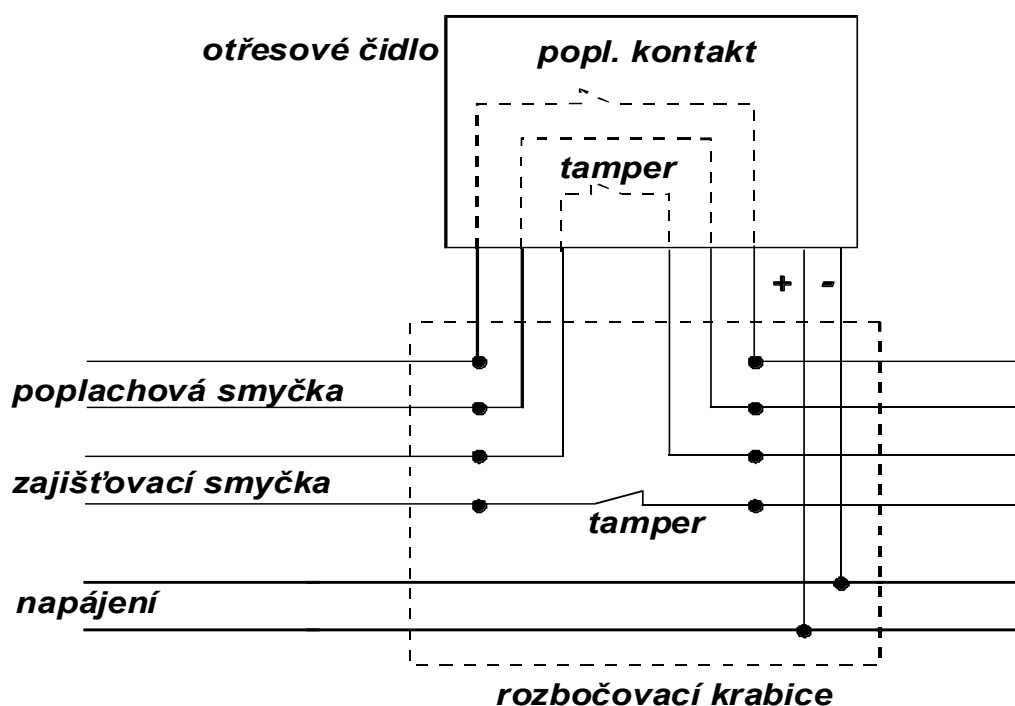 otřesové čidlo
popl. kontakt
tamper
+ -
poplachová smyčka
zajišťovací smyčka
tamper
napájení
rozbočovací krabice